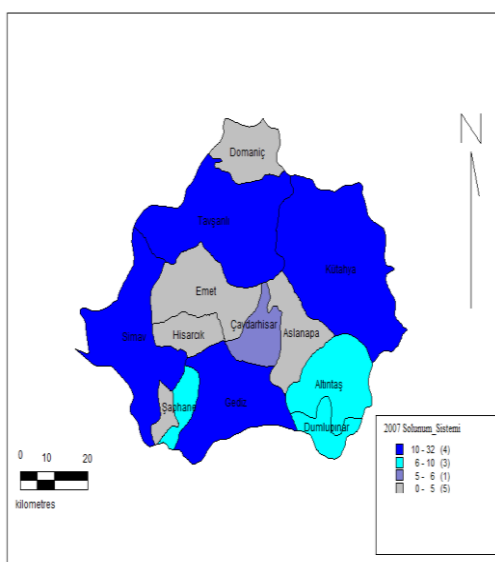 N
Domaniç
Tavşanlı
Kütahya
Emet
Simav
Hisarcık
Çavdarhisar
Aslanapa
Şaphane
Gediz
Altıntaş
Dumlupınar
0 10 20
kilometres
2007 Solunum_Sistemi
10 - 32 (4)
6 - 10 (3)
5 - 6 (1)
0 - 5 (5)